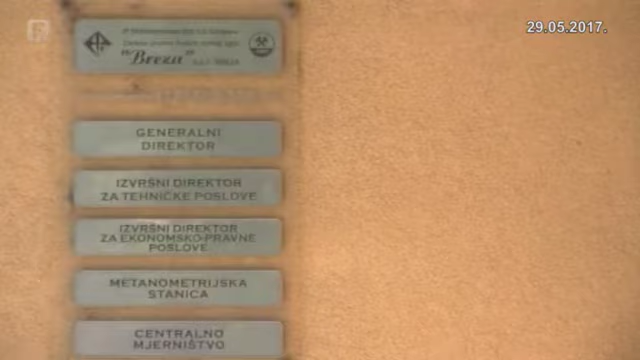 29.05.2017.
"Breza"
GENERALNI
DIREKTOR
IZVRŠNI DIREKTOR
ZA TEHNIČKE POSLOVE
IZVRŠNI DIREKTOR
ZA EKONOMSKO-PRAVNE
POSLOVE
METANOMETRIJSKA
STANICA
CENTRALNO
MJERNIŠTVO